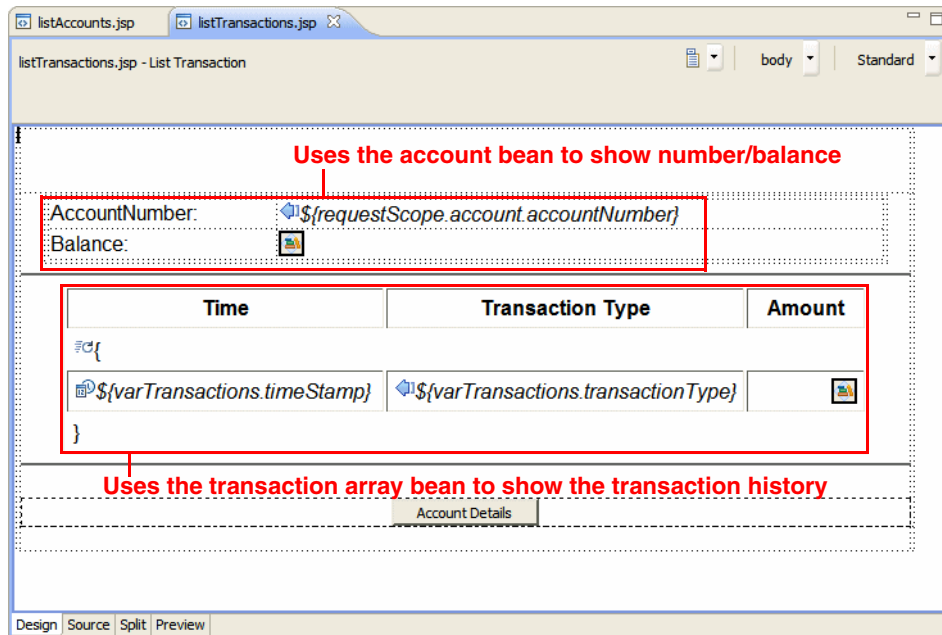 listAccounts.jsp
listTransactions.jsp
listTransactions.jsp - List Transaction
body
Standard
Uses the account bean to show number/balance
AccountNumber:
${requestScope.account.accountNumber}
Balance:
Time
Transaction Type
Amount
{
${varTransactions.timeStamp}
${varTransactions.transactionType}
}
Uses the transaction array bean to show the transaction history
Account Details
Design
Source
Split
Preview